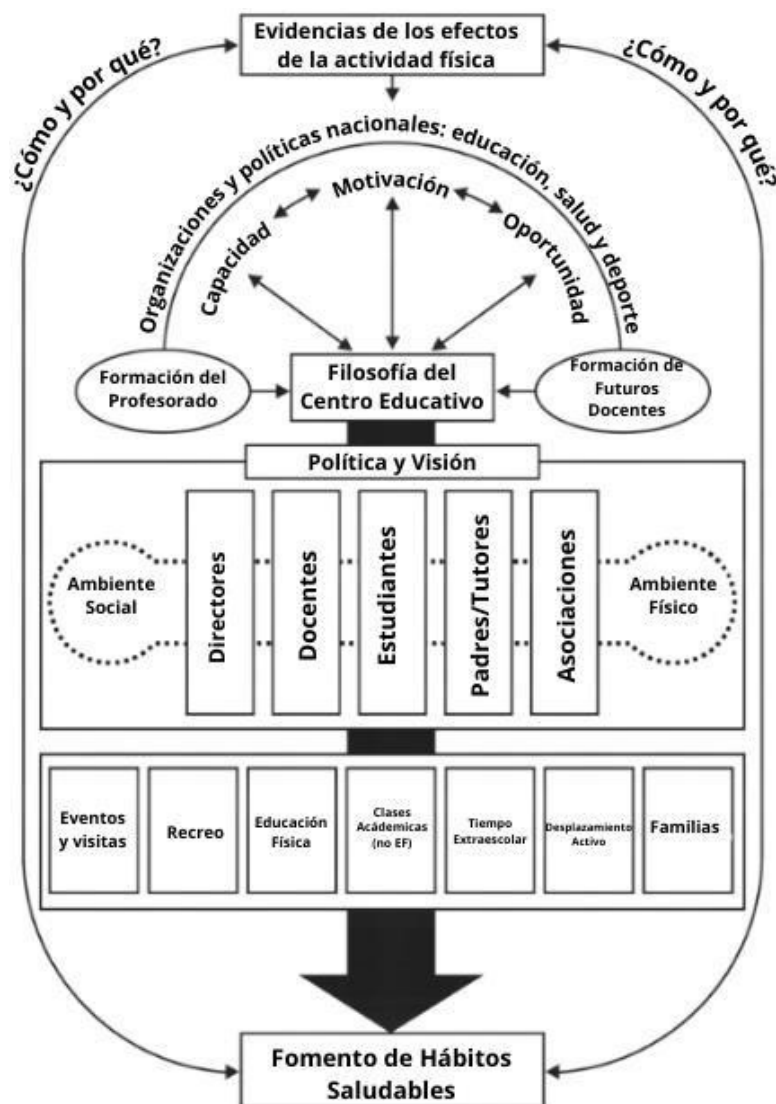 Evidencias de los efectos
de la actividad física
¿Cómo y por qué?
¿Cómo y por qué?
Organizaciones y políticas nacionales: educación, salud y deporte
Capacidad
Motivación
Oportunidad
Formación del
Profesorado
Filosofía del
Centro Educativo
Formación de
Futuros
Docentes
Política y Visión
Ambiente
Social
Directores
Docentes
Estudiantes
Padres/Tutores
Asociaciones
Ambiente
Físico
Eventos
y visitas
Recreo
Educación
Física
Clases
Acádemicas
(no EF)
Tiempo
Extraescolar
Desplazamiento
Activo
Familias
Fomento de Hábitos
Saludables